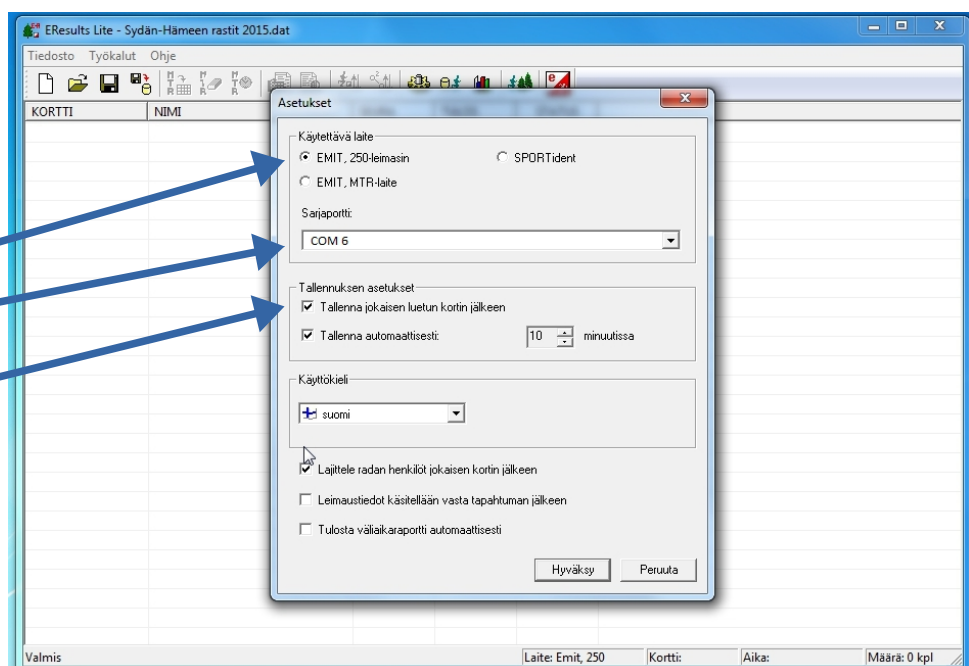 EResults Lite - Sydän-Hämeen rastit 2015.dat
Tiedosto Työkalut Ohje
KORTTI NIMI
Asetukset
Käytettävä laite
EMIT, 250-leimasin SPORTident
EMIT, MTR-laite
Sarjaportti:
COM 6
Tallennuksen asetukset
Tallenna jokaisen luetun kortin jälkeen
Tallenna automaattisesti: 10 minuutissa
Käyttökieli
suomi
Lajittele radan henkilöt jokaisen kortin jälkeen
Leimaustiedot käsitellään vasta tapahtuman jälkeen
Tulosta väliaikaraportti automaattisesti
Hyväksy Peruuta
Valmis Laite: Emit, 250 Kortti: Aika: Määrä: 0 kpl